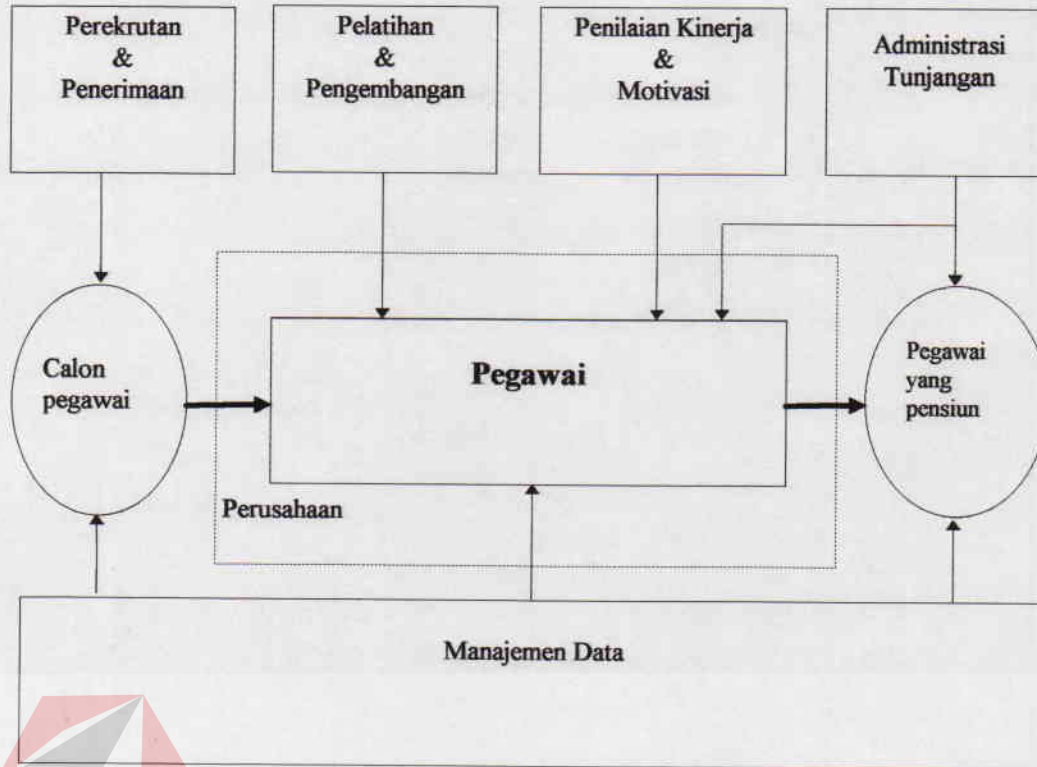 Perekrutan
&
Penerimaan
Pelatihan
&
Pengembangan
Penilaian Kinerja
&
Motivasi
Administrasi
Tunjangan
Calon
pegawai
Pegawai
Pegawai
yang
pensiun
Perusahaan
Manajemen Data